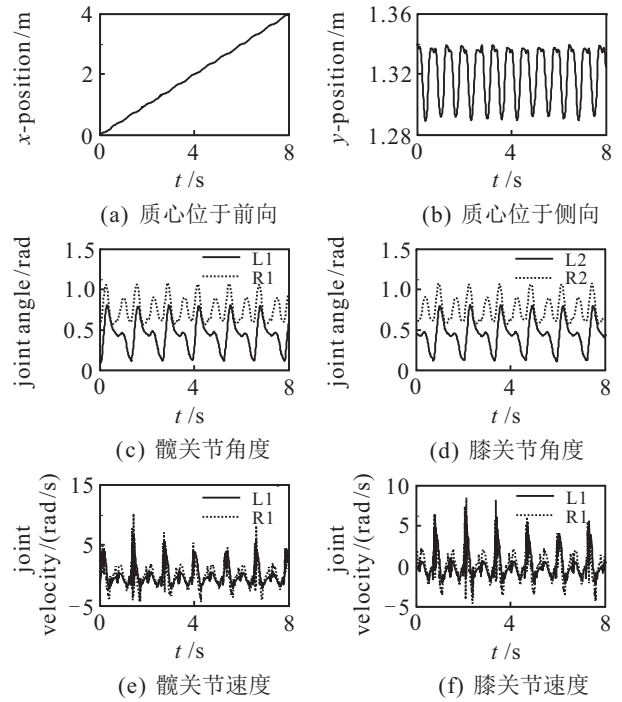 x-position/m
4
2
0
0 4 8
t/s
(a) 质心位于前向
y-position/m
1.36
1.32
1.28
0 4 8
t/s
(b) 质心位于侧向
joint angle/rad
1.5
1.0
0.5
0
L1
R1
0 4 8
t/s
(c) 髋关节角度
joint angle/rad
1.5
1.0
0.5
0
L2
R2
0 4 8
t/s
(d) 膝关节角度
joint
velocity/(rad/s)
15
5
−5
L1
R1
0 4 8
t/s
(e) 髋关节速度
joint
velocity/(rad/s)
10
5
0
−5
L1
R1
0 4 8
t/s
(f) 膝关节速度